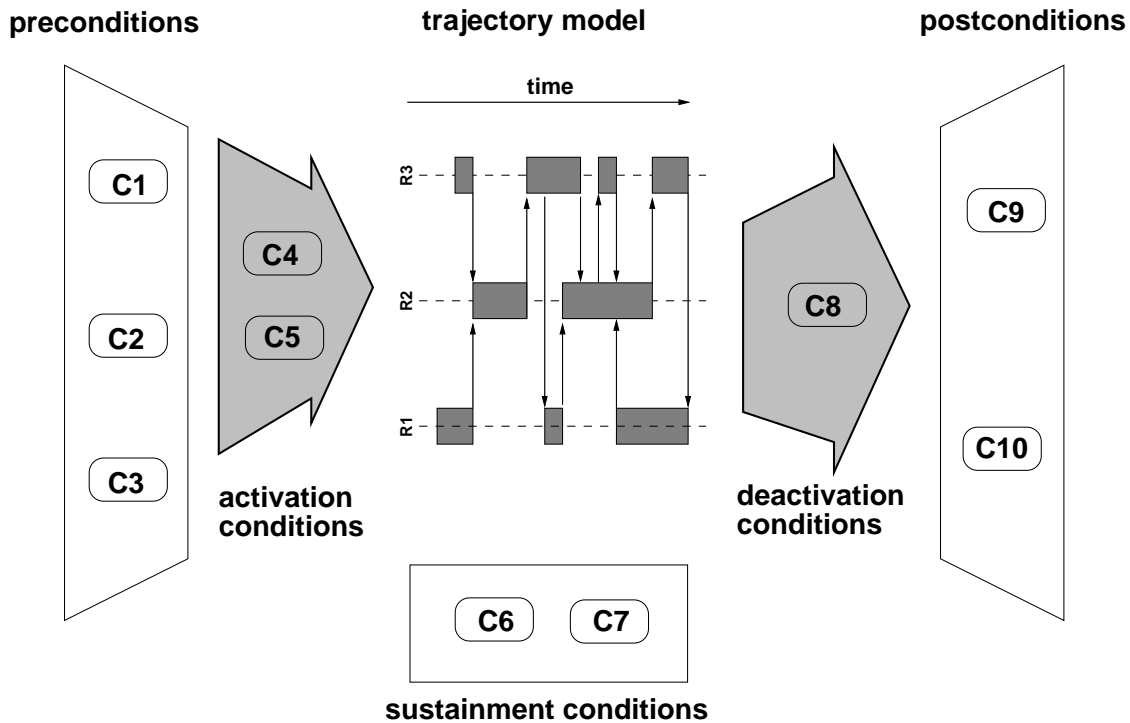 preconditions
trajectory model
postconditions
time
C1
C2
C3
C4
C5
activation
conditions
R3
R2
R1
C6
C7
sustainment conditions
C8
deactivation
conditions
C9
C10